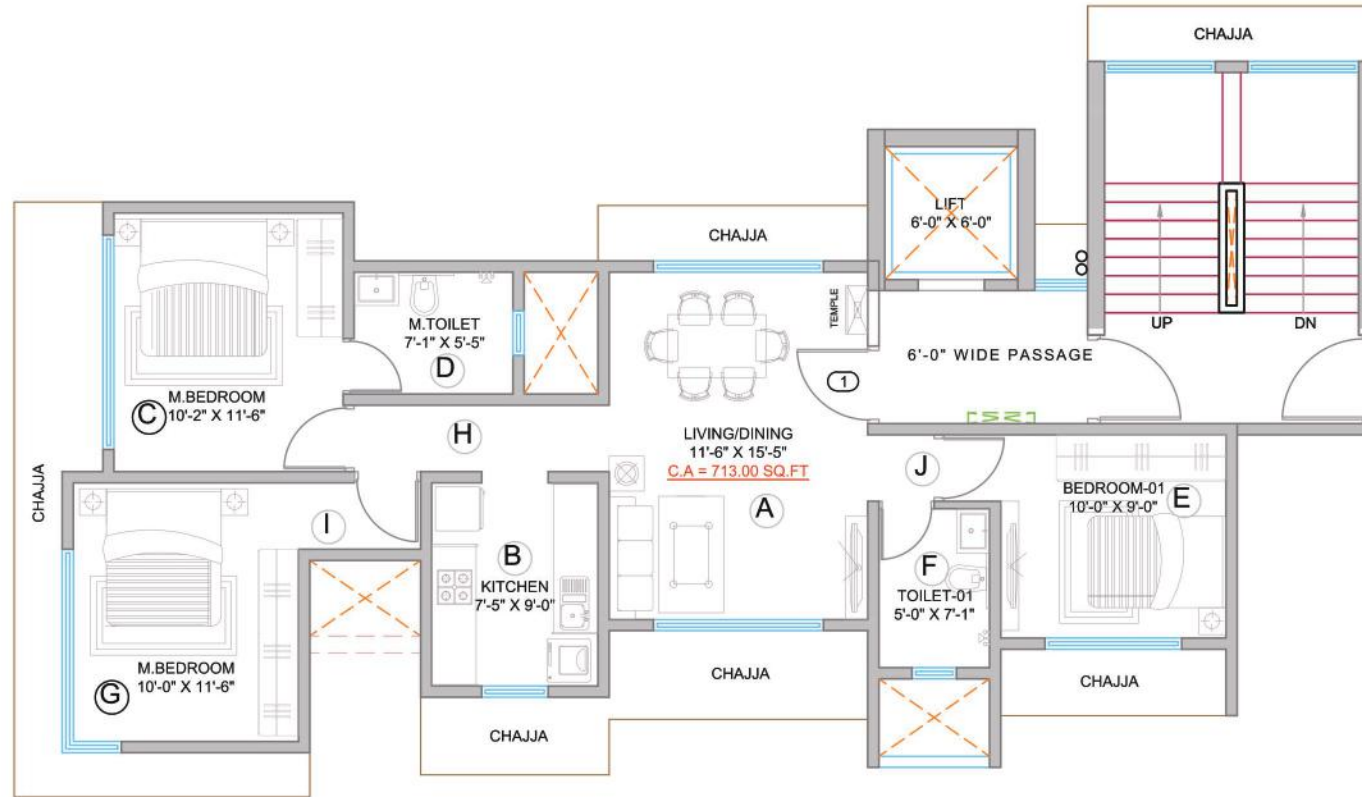 CHAJJA
LIFT
6'-0" X 6'-0"
CHAJJA
TEMPLE
UP
DN
M.TOILET
7'-1" X 5'-5"
D
1
6'-0" WIDE PASSAGE
M.BEDROOM
10'-2" X 11'-6"
C
H
LIVING/DINING
11'-6" X 15'-5"
C.A = 713.00 SQ.FT
A
J
BEDROOM-01
10'-0" X 9'-0"
E
CHAJJA
I
B
KITCHEN
7'-5" X 9'-0"
F
TOILET-01
5'-0" X 7'-1"
M.BEDROOM
10'-0" X 11'-6"
G
CHAJJA
CHAJJA
CHAJJA